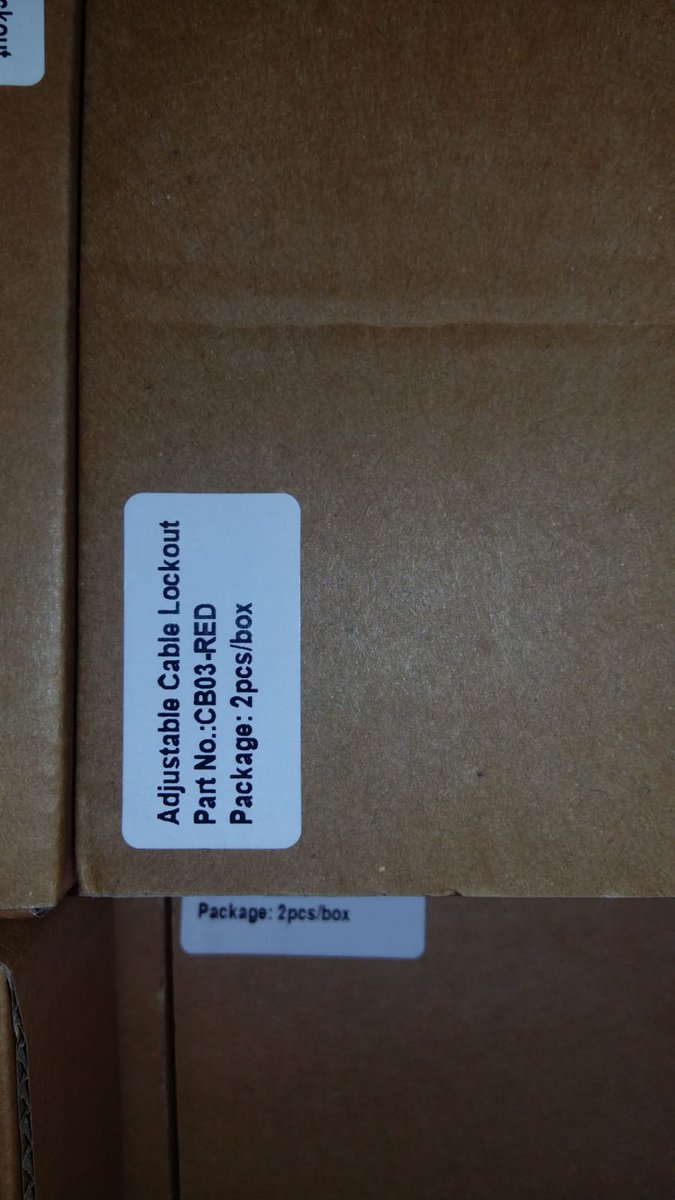 Adjustable Cable Lockout
Part No.:CB03-RED
Package: 2pcs/box
Package: 2pcs/box